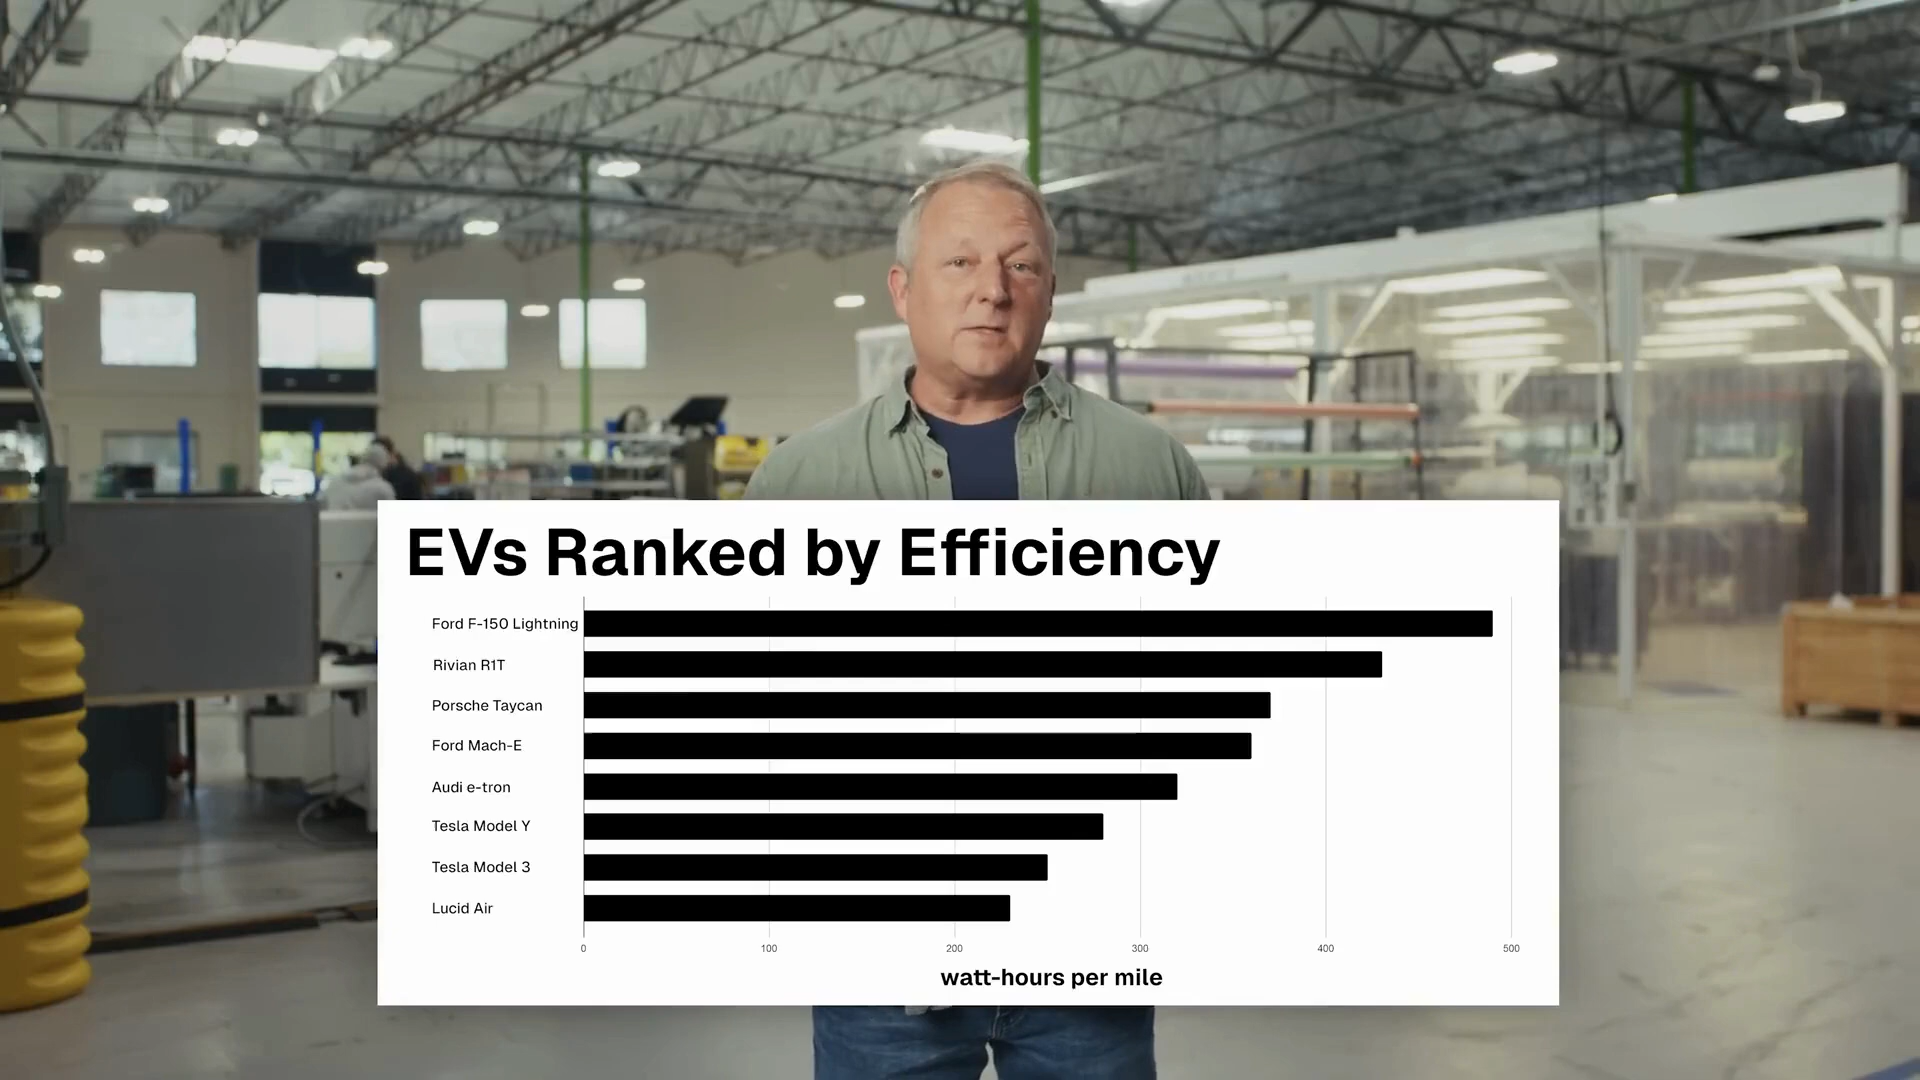 EVs Ranked by Efficiency
Ford F-150 Lightning
Rivian R1T
Porsche Taycan
Ford Mach-E
Audi e-tron
Tesla Model Y
Tesla Model 3
Lucid Air
0 100 200 300 400 500
watt-hours per mile